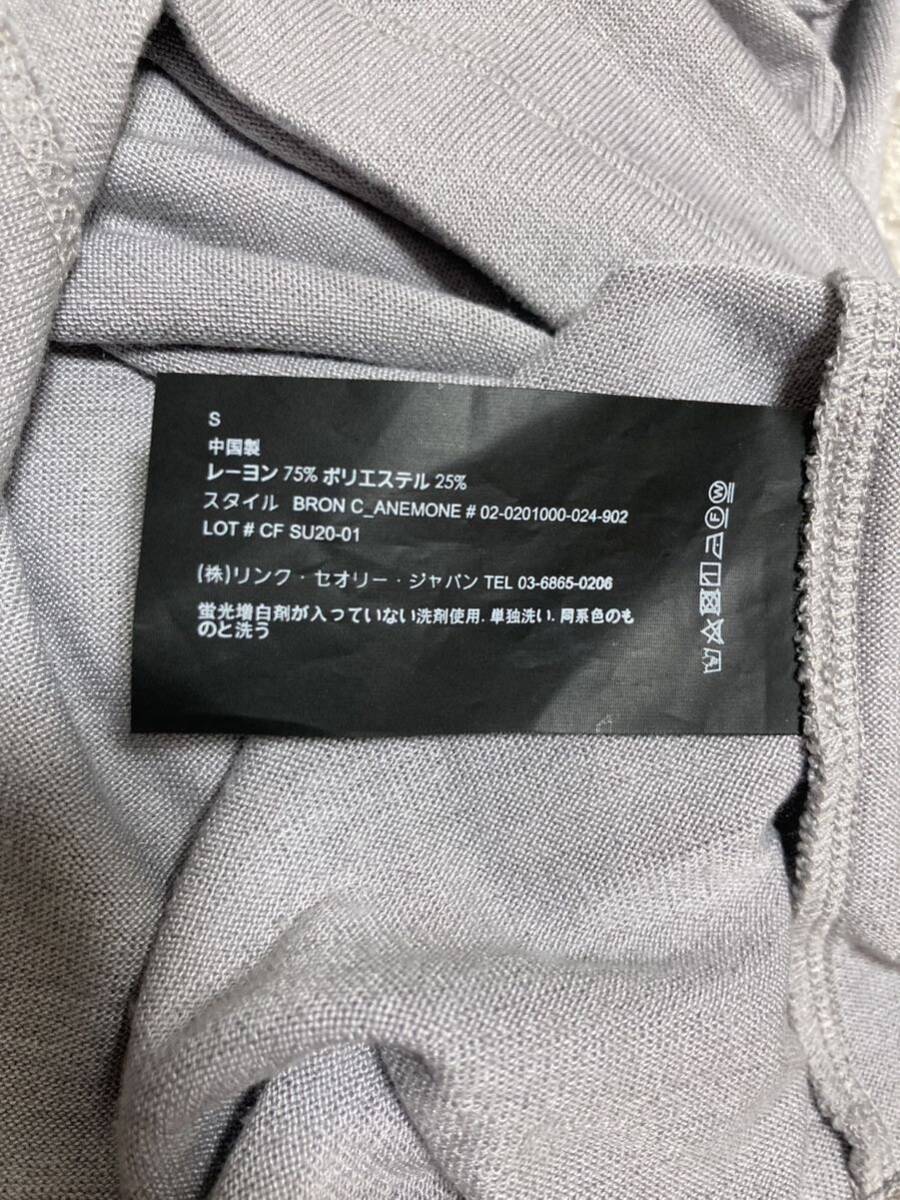 S
中国製
レーヨン 75% ポリエステル 25%
スタイル BRON C_ANEMONE # 02-0201000-024-902
LOT # CF SU20-01
(株)リンク・セオリー・ジャパン TEL 03-6865-0206
蛍光増白剤が入っていない洗剤使用. 単独洗い. 同系色のも
のと洗う
W
F